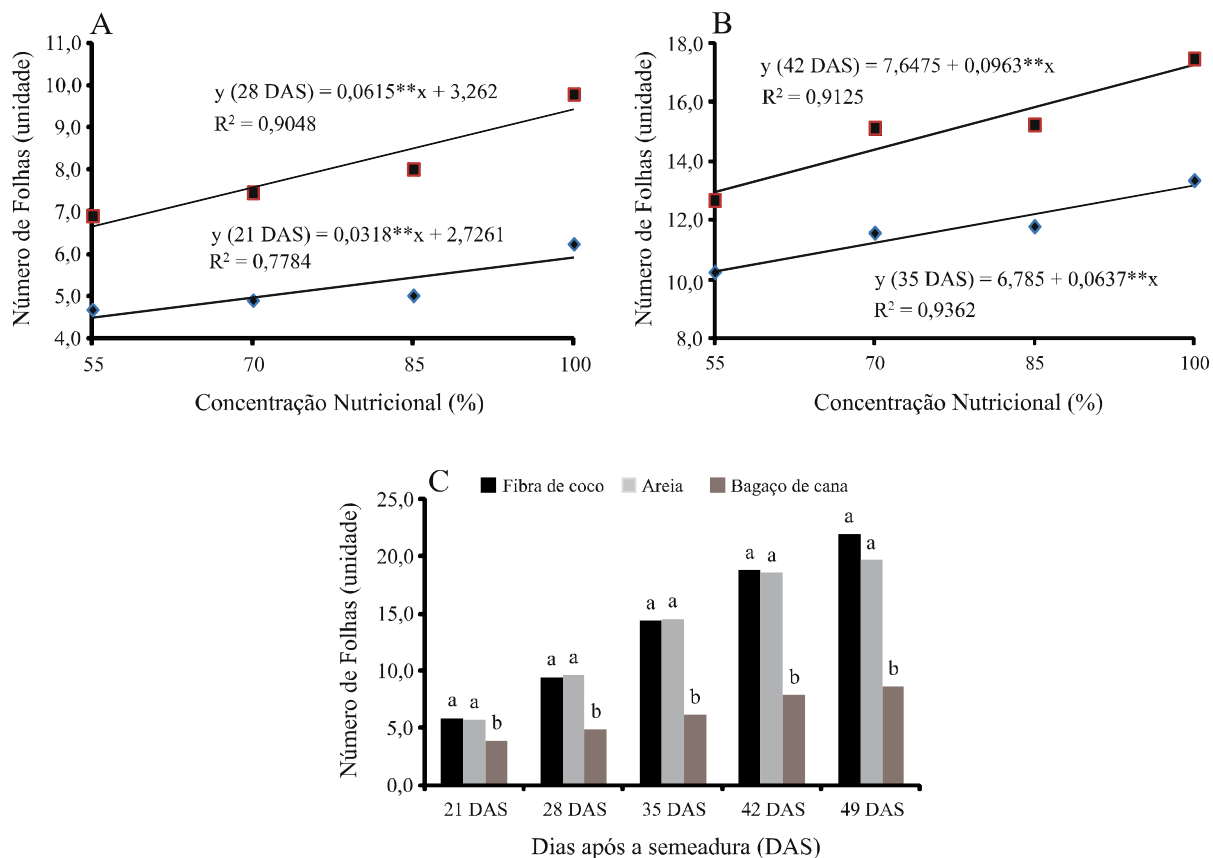 A
Número de Folhas (unidade)
11,0
10,0
9,0
8,0
7,0
6,0
5,0
4,0
y (28 DAS) = 0,0615**x + 3,262
R² = 0,9048
y (21 DAS) = 0,0318**x + 2,7261
R² = 0,7784
55 70 85 100
Concentração Nutricional (%)
B
Número de Folhas (unidade)
18,0
16,0
14,0
12,0
10,0
8,0
y (42 DAS) = 7,6475 + 0,0963**x
R² = 0,9125
y (35 DAS) = 6,785 + 0,0637**x
R² = 0,9362
55 70 85 100
Concentração Nutricional (%)
C
Fibra de coco Areia Bagaço de cana
Número de Folhas (unidade)
25,0
20,0
15,0
10,0
5,0
0,0
a a b
a a b
a a b
a a b
a a b
21 DAS 28 DAS 35 DAS 42 DAS 49 DAS
Dias após a semeadura (DAS)